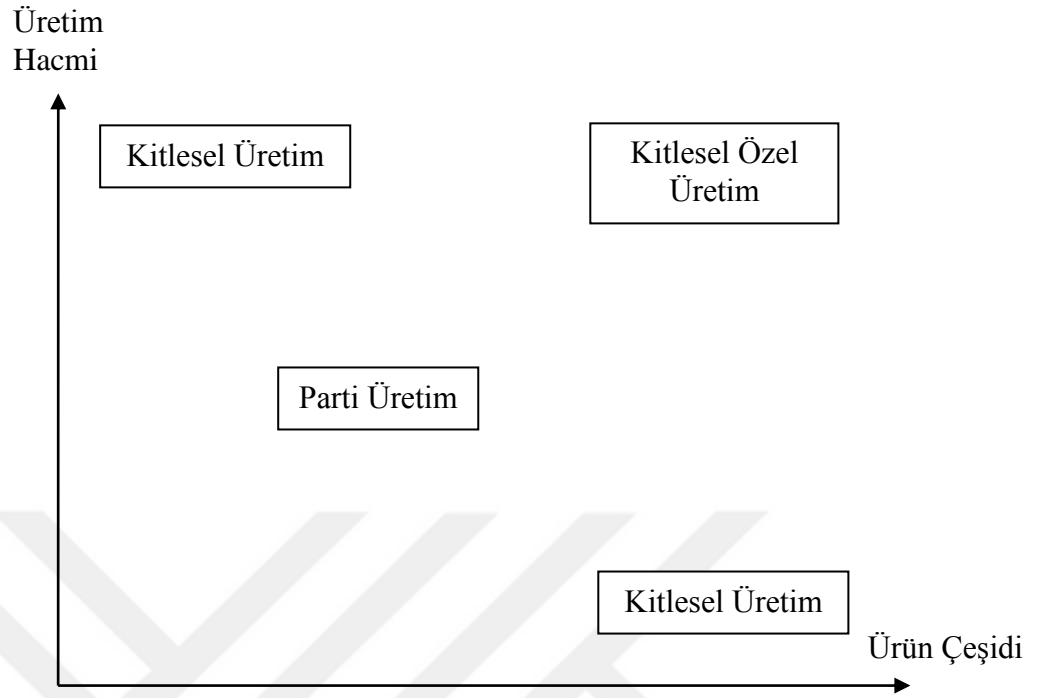 Üretim
Hacmi
Kitlesel Üretim
Kitlesel Özel
Üretim
Parti Üretim
Kitlesel Üretim
Ürün Çeşidi